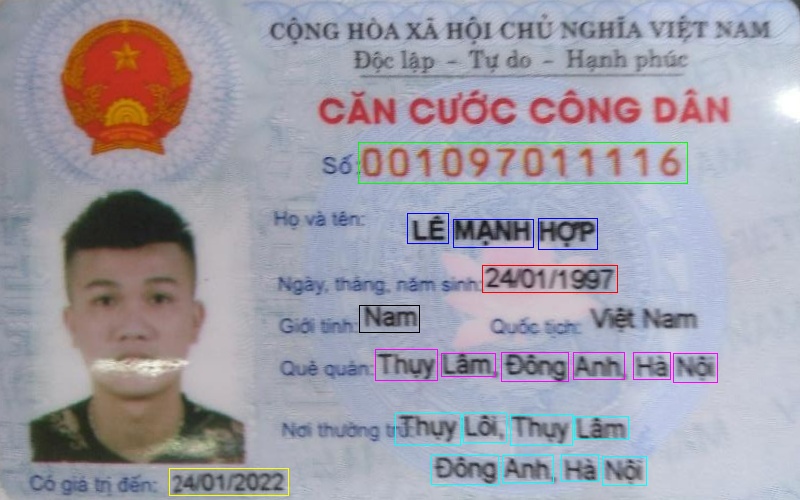 CỘNG HÒA XÃ HỘI CHỦ NGHĨA VIỆT NAM
Độc lập - Tự do - Hạnh phúc
CĂN CƯỚC CÔNG DÂN
Số: 001097011116
Họ và tên: LÊ MẠNH HỢP
Ngày, tháng, năm sinh: 24/01/1997
Giới tính: Nam Quốc tịch: Việt Nam
Quê quán: Thụy Lâm, Đông Anh, Hà Nội
Nơi thường trú: Thụy Lôi, Thụy Lâm
Đông Anh, Hà Nội
Có giá trị đến: 24/01/2022